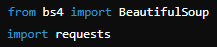 from bs4 import BeautifulSoup
import requests